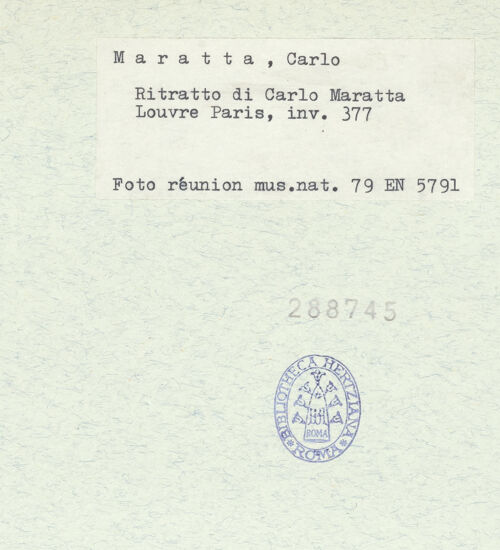 Maratta, Carlo
Ritratto di Carlo Maratta
Louvre Paris, inv. 377
Foto réunion mus.nat. 79 EN 5791
288745
BIBLIOTHECA HERTZIANA
ROMA
ROMA